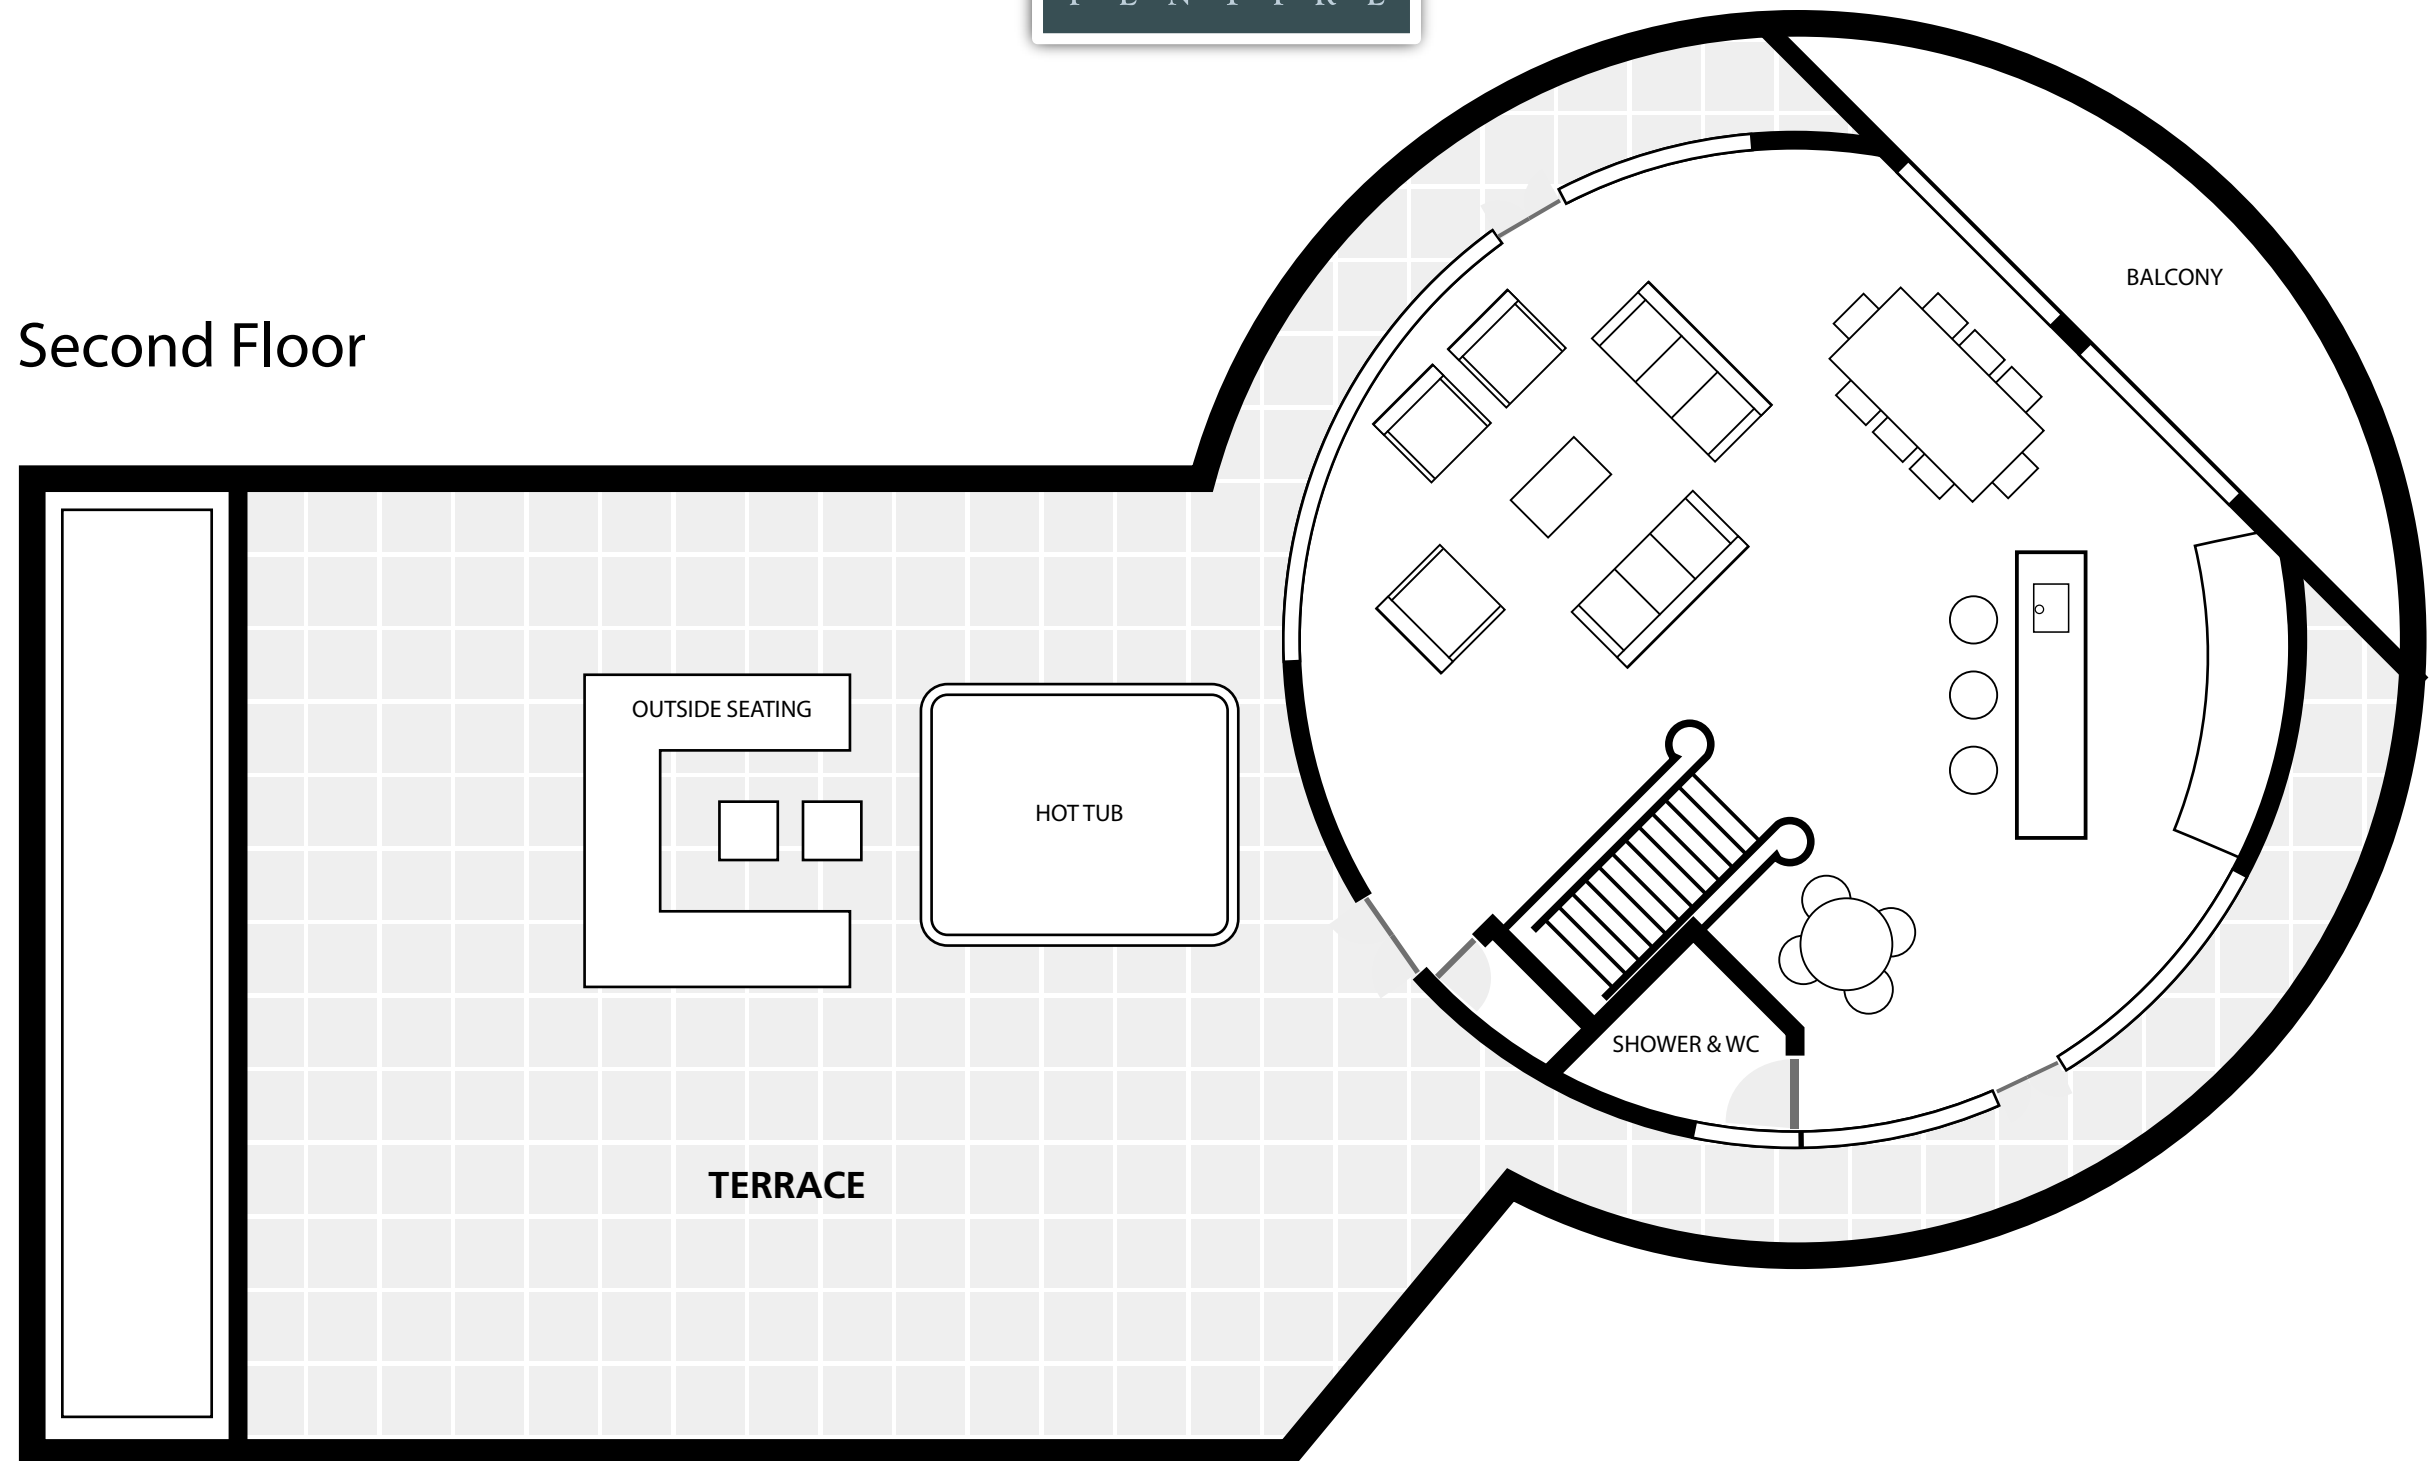 Second Floor
BALCONY
OUTSIDE SEATING
HOT TUB
SHOWER & WC
TERRACE